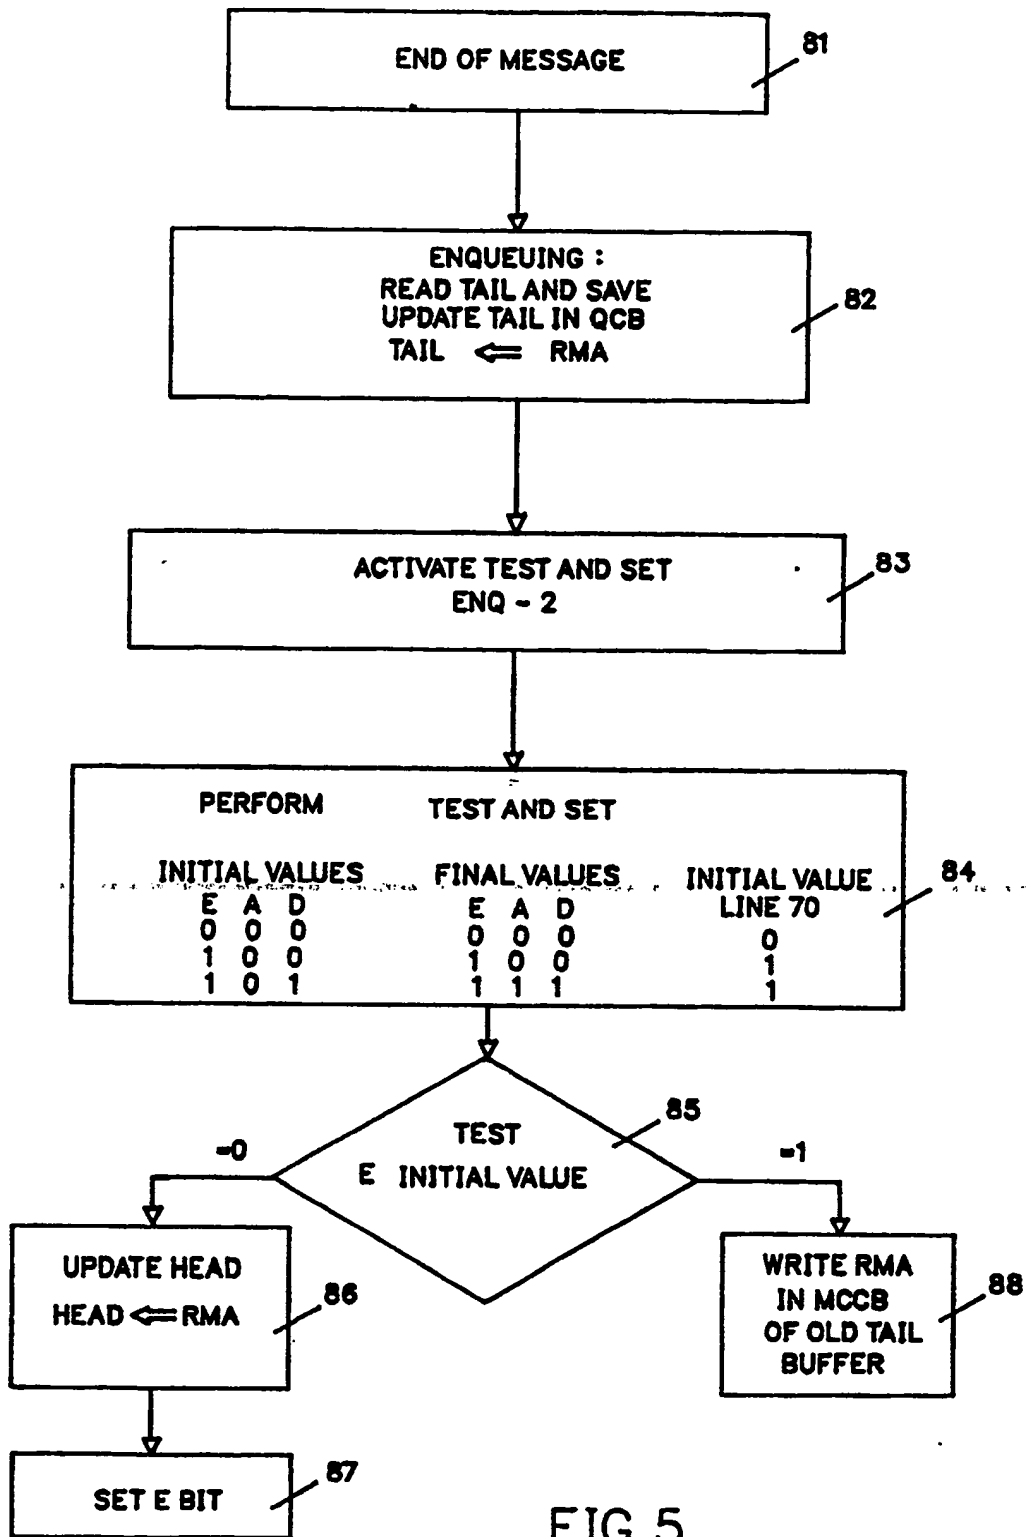 END OF MESSAGE
81
ENQUEUING :
READ TAIL AND SAVE
UPDATE TAIL IN QCB
TAIL ⇐ RMA
82
ACTIVATE TEST AND SET
ENQ - 2
83
PERFORM TEST AND SET
INITIAL VALUES FINAL VALUES INITIAL VALUE
E A D E A D LINE 70
0 0 0 0 0 0 0
1 0 0 1 0 0 1
1 0 1 1 1 1 1
84
TEST
E INITIAL VALUE
85
=0
=1
UPDATE HEAD
HEAD ⇐ RMA
86
WRITE RMA
IN MCCB
OF OLD TAIL
BUFFER
88
SET E BIT
87
FIG.5